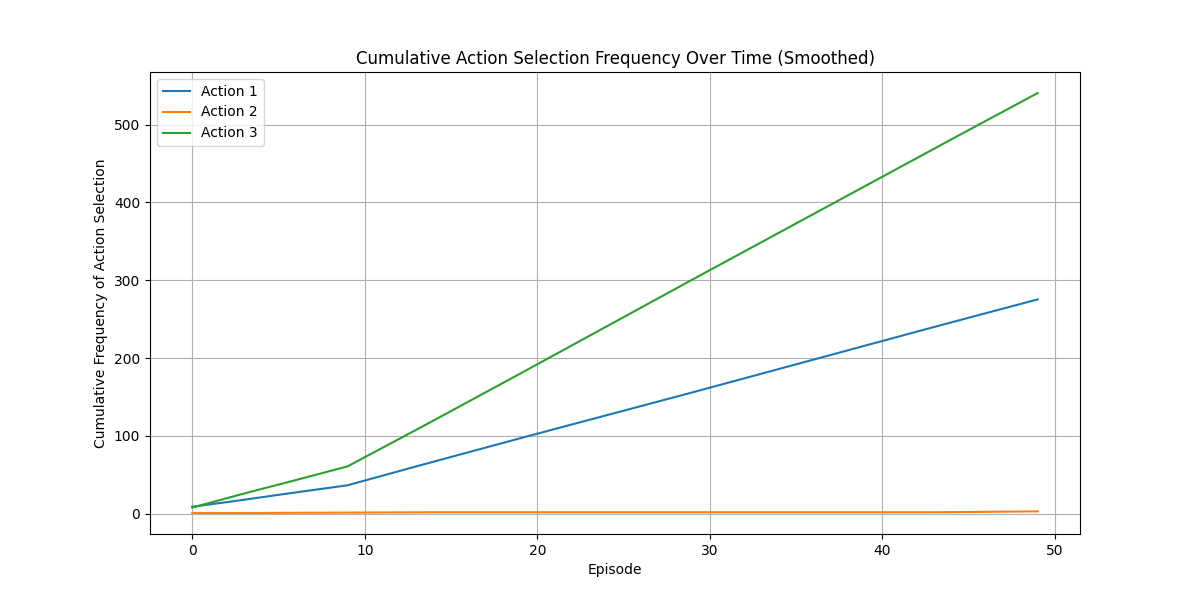 Cumulative Action Selection Frequency Over Time (Smoothed)
Action 1
Action 2
Action 3
Cumulative Frequency of Action Selection
500
400
300
200
100
0
0 10 20 30 40 50
Episode